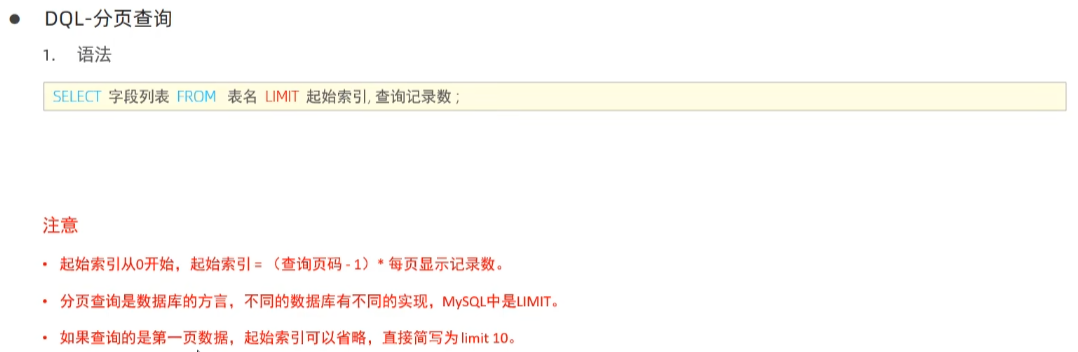 ● DQL-分页查询
1. 语法
SELECT 字段列表 FROM 表名 LIMIT 起始索引, 查询记录数 ;
注意
• 起始索引从0开始，起始索引 = （查询页码 - 1）* 每页显示记录数。
• 分页查询是数据库的方言，不同的数据库有不同的实现，MySQL中是LIMIT。
• 如果查询的是第一页数据，起始索引可以省略，直接简写为 limit 10。